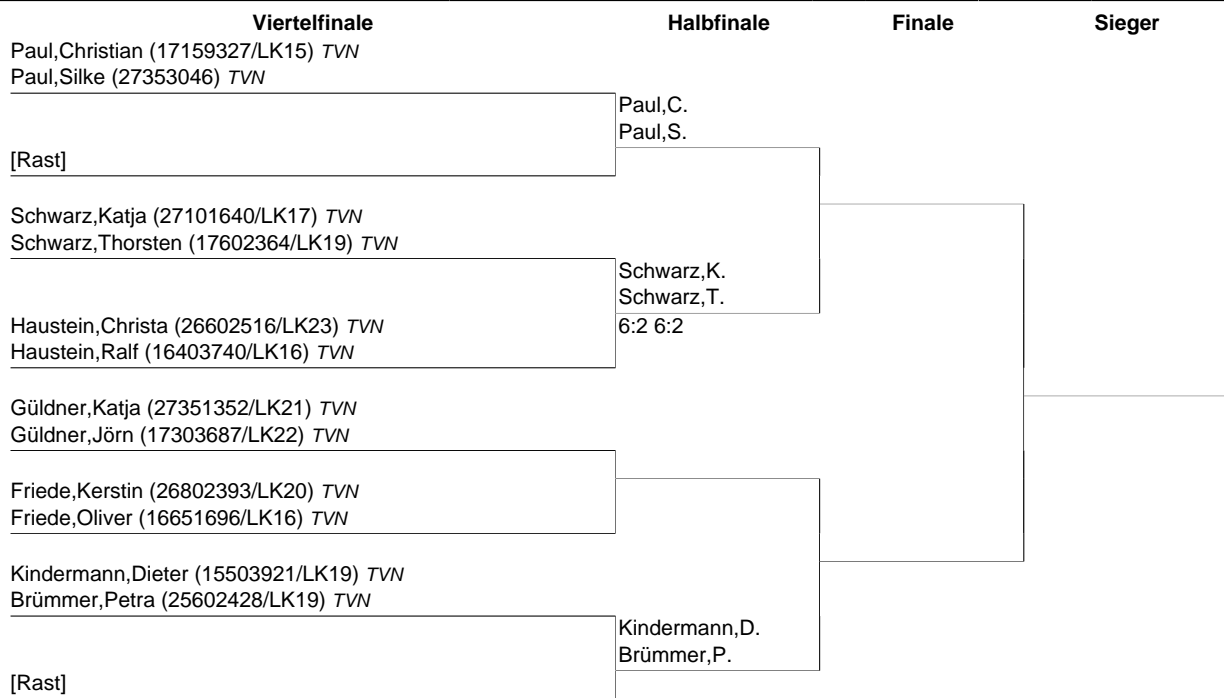 Viertelfinale Halbfinale Finale Sieger
Paul,Christian (17159327/LK15) TVN
Paul,Silke (27353046) TVN
Paul,C.
Paul,S.
[Rast]
Schwarz,Katja (27101640/LK17) TVN
Schwarz,Thorsten (17602364/LK19) TVN
Schwarz,K.
Schwarz,T.
Haustein,Christa (26602516/LK23) TVN 6:2 6:2
Haustein,Ralf (16403740/LK16) TVN
Güldner,Katja (27351352/LK21) TVN
Güldner,Jörn (17303687/LK22) TVN
Friede,Kerstin (26802393/LK20) TVN
Friede,Oliver (16651696/LK16) TVN
Kindermann,Dieter (15503921/LK19) TVN
Brümmer,Petra (25602428/LK19) TVN
Kindermann,D.
Brümmer,P.
[Rast]